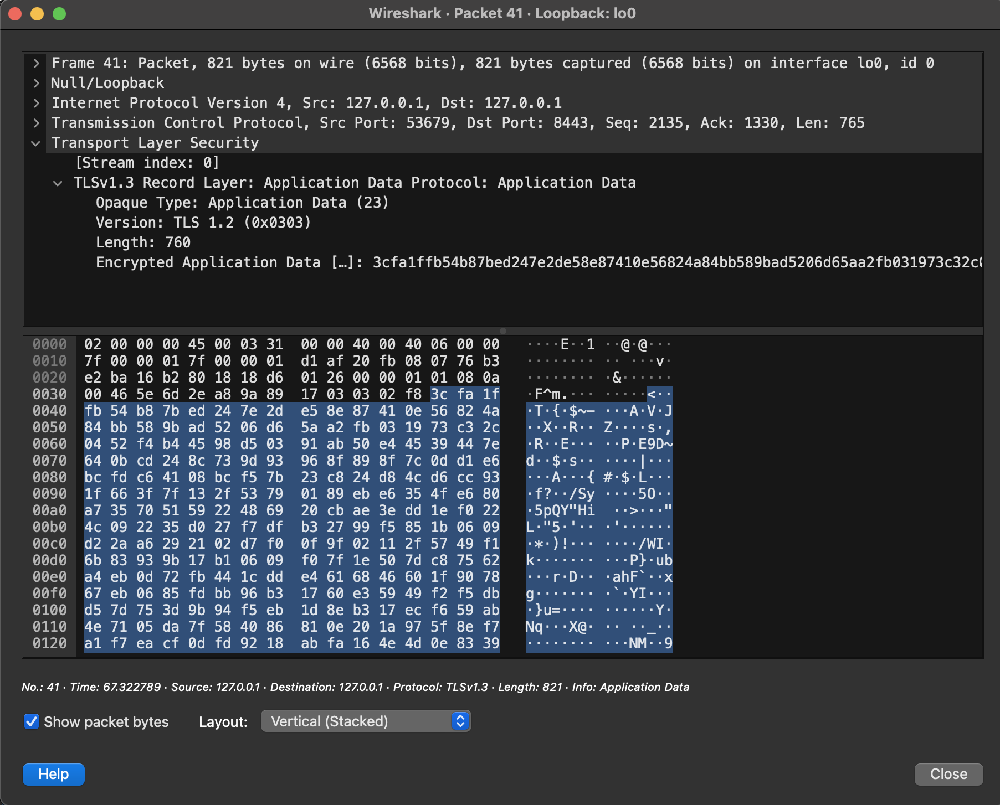 Wireshark · Packet 41 · Loopback: lo0
Frame 41: Packet, 821 bytes on wire (6568 bits), 821 bytes captured (6568 bits) on interface lo0, id 0
Null/Loopback
Internet Protocol Version 4, Src: 127.0.0.1, Dst: 127.0.0.1
Transmission Control Protocol, Src Port: 53679, Dst Port: 8443, Seq: 2135, Ack: 1330, Len: 765
Transport Layer Security
[Stream index: 0]
TLSv1.3 Record Layer: Application Data Protocol: Application Data
Opaque Type: Application Data (23)
Version: TLS 1.2 (0x0303)
Length: 760
Encrypted Application Data […]: 3cfa1ffb54b87bed247e2de58e87410e56824a84bb589bad5206d65aa2fb031973c32c
0000 02 00 00 00 45 00 03 31 00 00 40 00 40 06 00 00 ····E··1 ··@·@···
0010 7f 00 00 01 7f 00 00 01 d1 af 20 fb 08 07 76 b3 ········ ·· ···v·
0020 e2 ba 16 b2 80 18 18 d6 01 26 00 00 01 01 08 0a ········ ·&······
0030 00 46 5e 6d 2e a8 9a 89 17 03 03 02 f8 3c fa 1f ·F^m.··· ·····<··
0040 fb 54 b8 7b ed 24 7e 2d e5 8e 87 41 0e 56 82 4a ·T·{·$~- ···A·V·J
0050 84 bb 58 9b ad 52 06 d6 5a a2 fb 03 19 73 c3 2c ··X··R·· Z····s·,
0060 04 52 f4 b4 45 98 d5 03 91 ab 50 e4 45 39 44 7e ·R··E··· ··P·E9D~
0070 64 0b cd 24 8c 73 9d 93 96 8f 89 8f 7c 0d d1 e6 d··$·s·· ····|···
0080 bc fd c6 41 08 bc f5 7b 23 c8 24 d8 4c d6 cc 93 ···A···{ #·$·L···
0090 1f 66 3f 7f 13 2f 53 79 01 89 eb e6 35 4f e6 80 ·f?··/Sy ····5O··
00a0 a7 35 70 51 59 22 48 69 20 cb ae 3e dd 1e f0 22 ·5pQY"Hi  ··>···"
00b0 4c 09 22 35 d0 27 f7 df b3 27 99 f5 85 1b 06 09 L·"5·'·· ·'······
00c0 d2 2a a6 29 21 02 d7 f0 0f 9f 02 11 2f 57 49 f1 ·*·)!··· ····/WI·
00d0 6b 83 93 9b 17 b1 06 09 f0 7f 1e 50 7d c8 75 62 k······· ···P}·ub
00e0 a4 eb 0d 72 fb 44 1c dd e4 61 68 46 60 1f 90 78 ···r·D·· ·ahF`··x
00f0 67 eb 06 85 fd bb 96 b3 17 60 e3 59 49 f2 f5 db g······· ·`·YI···
0100 d5 7d 75 3d 9b 94 f5 eb 1d 8e b3 17 ec f6 59 ab ·}u=···· ······Y·
0110 4e 71 05 da 7f 58 40 86 81 0e 20 1a 97 5f 8e f7 Nq···X@· ·· ··_··
0120 a1 f7 ea cf 0d fd 92 18 ab fa 16 4e 4d 0e 83 39 ········ ···NM··9
No.: 41 · Time: 67.322789 · Source: 127.0.0.1 · Destination: 127.0.0.1 · Protocol: TLSv1.3 · Length: 821 · Info: Application Data
Show packet bytes Layout: Vertical (Stacked)
Help Close